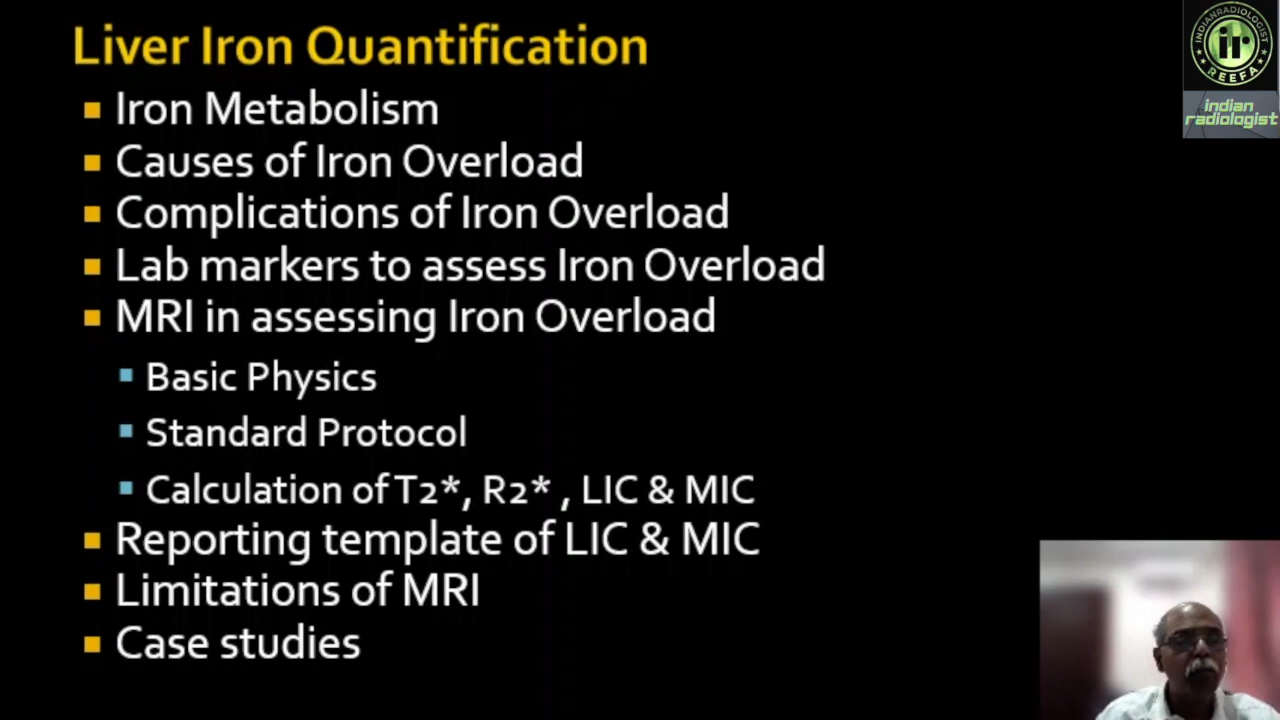 Liver Iron Quantification
Iron Metabolism
Causes of Iron Overload
Complications of Iron Overload
Lab markers to assess Iron Overload
MRI in assessing Iron Overload
Basic Physics
Standard Protocol
Calculation of T2*, R2* , LIC & MIC
Reporting template of LIC & MIC
Limitations of MRI
Case studies
INDIANRADIOLOGIST
ir
REEFA
indian
radiologist